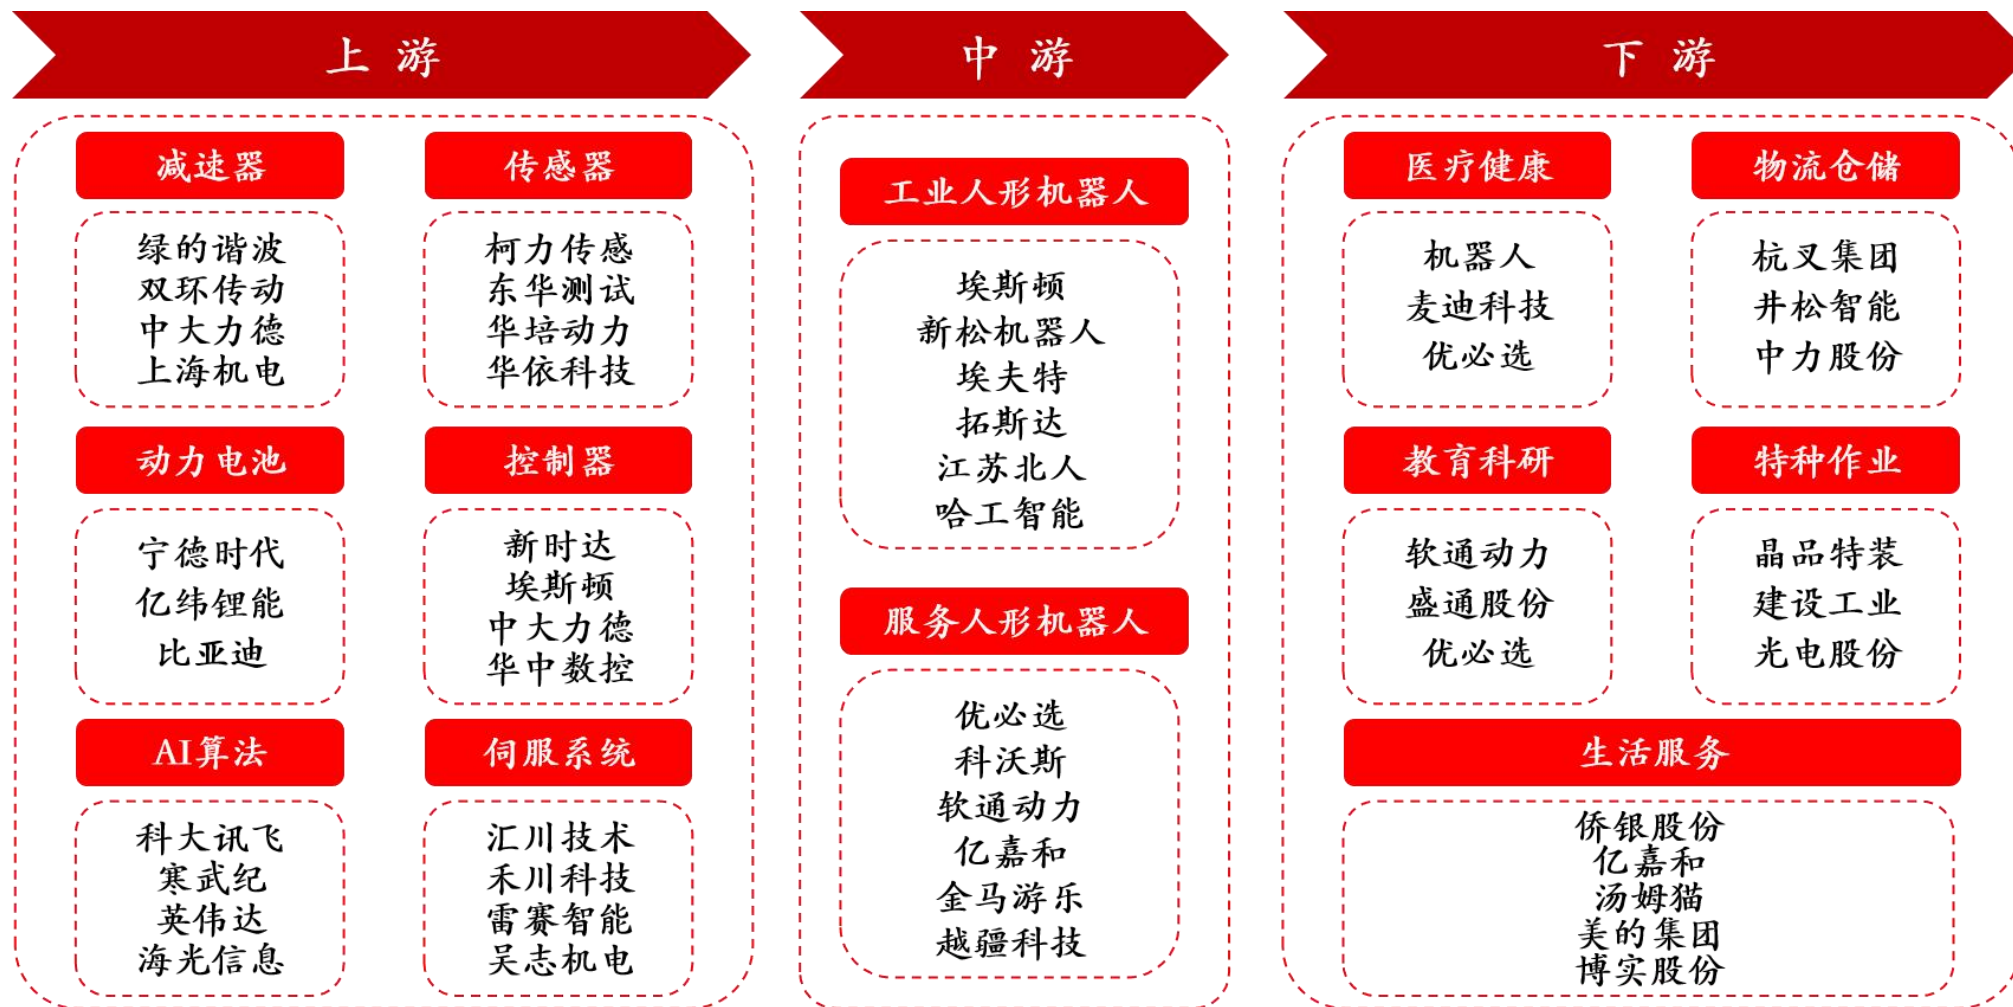 上游
减速器
绿的谐波
双环传动
中大力德
上海机电
传感器
柯力传感
东华测试
华培动力
华依科技
动力电池
宁德时代
亿纬锂能
比亚迪
控制器
新时达
埃斯顿
中大力德
华中数控
AI算法
科大讯飞
寒武纪
英伟达
海光信息
伺服系统
汇川技术
禾川科技
雷赛智能
吴志机电
中游
工业人形机器人
埃斯顿
新松机器人
埃夫特
拓斯达
江苏北人
哈工智能
服务人形机器人
优必选
科沃斯
软通动力
亿嘉和
金马游乐
越疆科技
下游
医疗健康
机器人
麦迪科技
优必选
物流仓储
杭叉集团
井松智能
中力股份
教育科研
软通动力
盛通股份
优必选
特种作业
晶品特装
建设工业
光电股份
生活服务
侨银股份
亿嘉和
汤姆猫
美的集团
博实股份